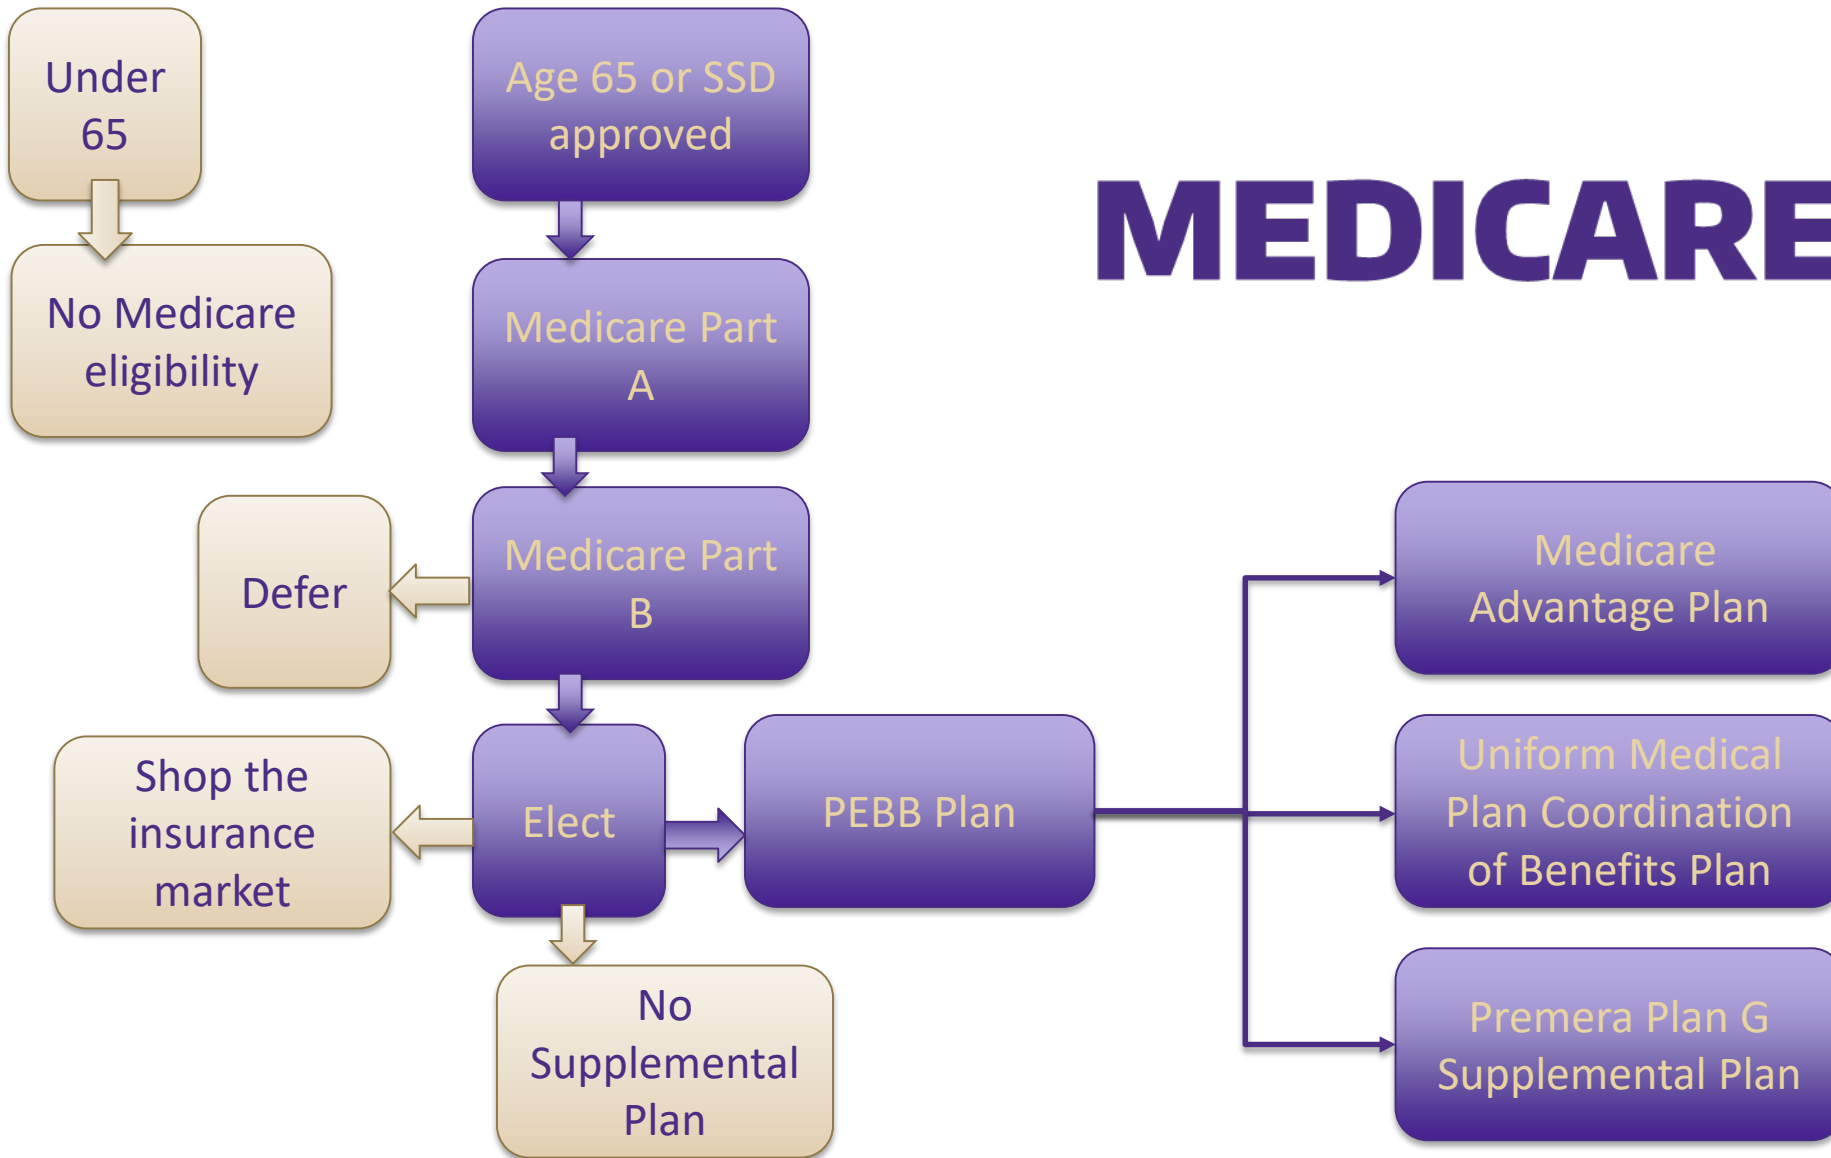 Under
65
Age 65 or SSD
approved
MEDICARE
No Medicare
eligibility
Medicare Part
A
Defer
Medicare Part
B
Medicare
Advantage Plan
Shop the
insurance
market
Elect
PEBB Plan
Uniform Medical
Plan Coordination
of Benefits Plan
No
Supplemental
Plan
Premera Plan G
Supplemental Plan